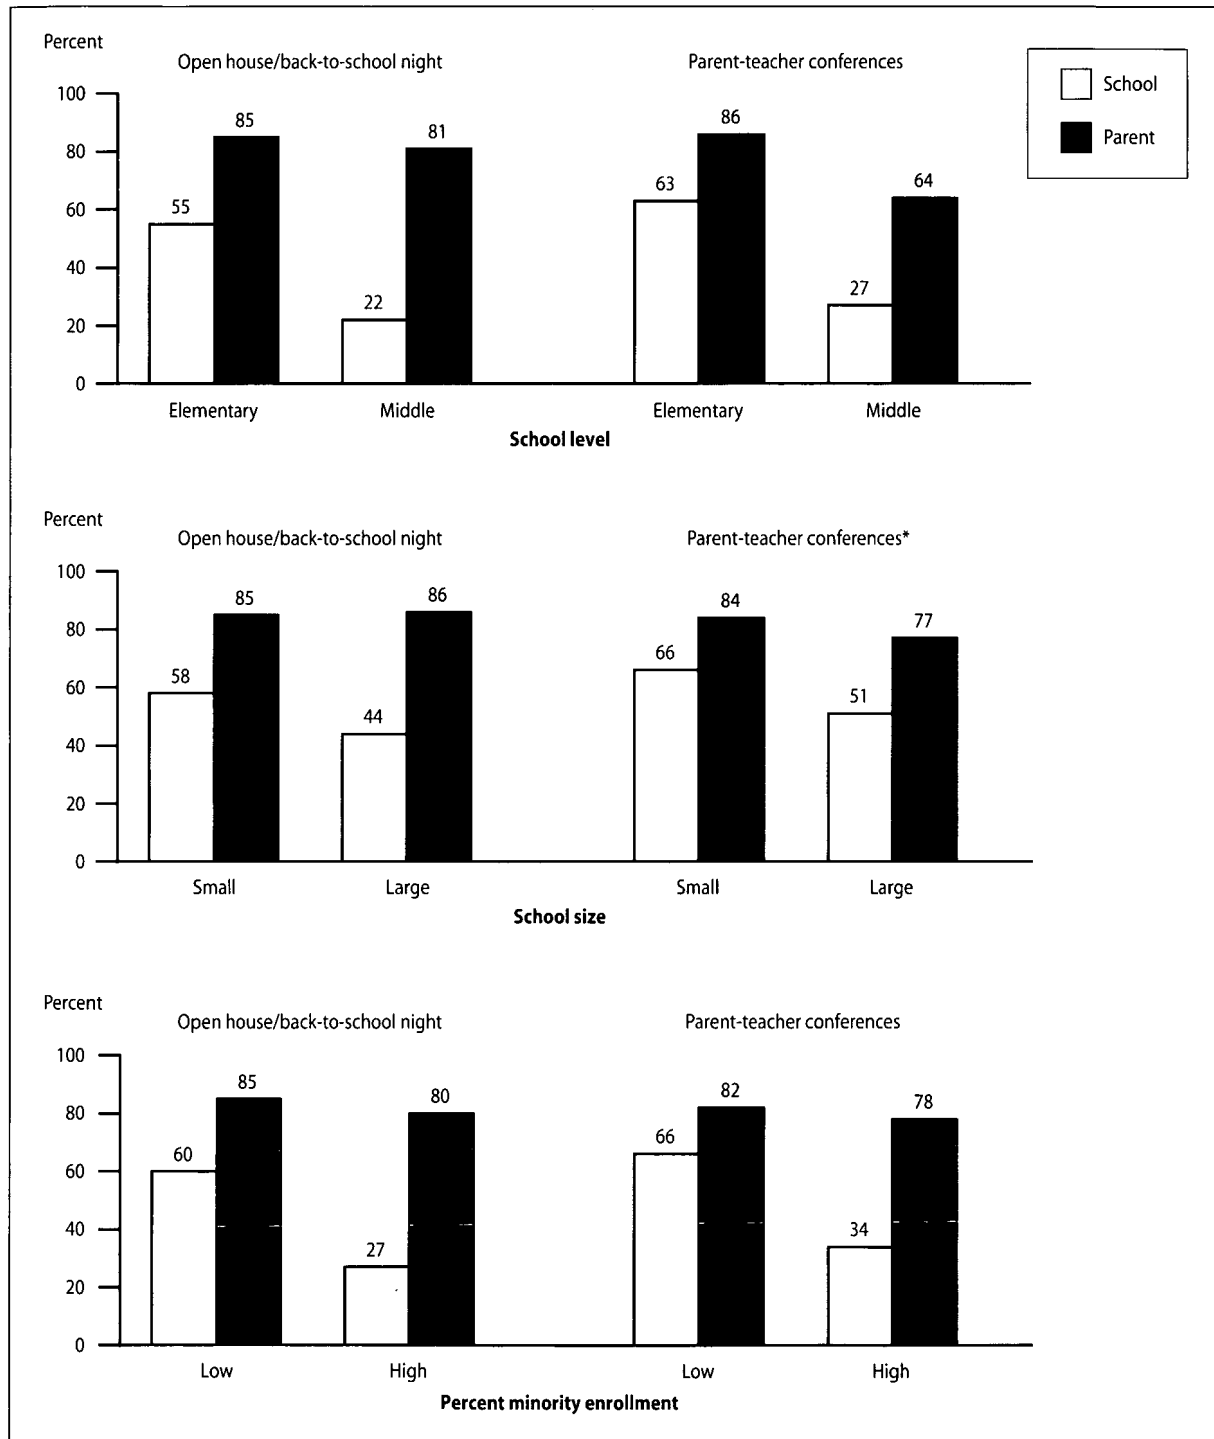 Percent
Open house/back-to-school night
Parent-teacher conferences
School
Parent
100
80
60
40
20
0
55
85
22
81
63
86
27
64
Elementary
Middle
Elementary
Middle
School level
Percent
Open house/back-to-school night
Parent-teacher conferences*
100
80
60
40
20
0
58
85
44
86
66
84
51
77
Small
Large
Small
Large
School size
Percent
Open house/back-to-school night
Parent-teacher conferences
100
80
60
40
20
0
60
85
27
80
66
82
34
78
Low
High
Low
High
Percent minority enrollment